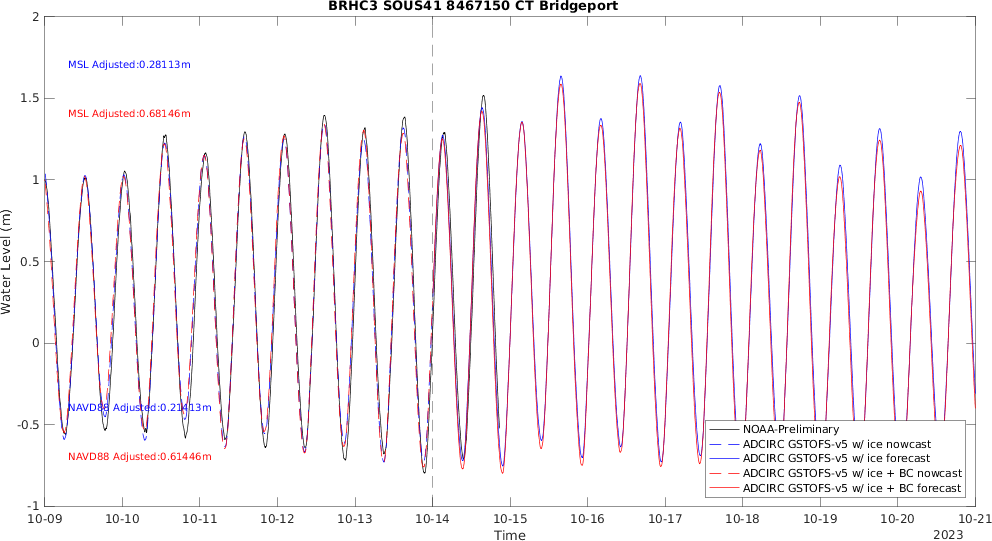 BRHC3 SOUS41 8467150 CT Bridgeport
2
1.5
1
0.5
0
-0.5
-1
Water Level (m)
MSL Adjusted:0.28113m
MSL Adjusted:0.68146m
NAVD88 Adjusted:0.21413m
NAVD88 Adjusted:0.61446m
NOAA-Preliminary
ADCIRC GSTOFS-v5 w/ ice nowcast
ADCIRC GSTOFS-v5 w/ ice forecast
ADCIRC GSTOFS-v5 w/ ice + BC nowcast
ADCIRC GSTOFS-v5 w/ ice + BC forecast
10-09 10-10 10-11 10-12 10-13 10-14 10-15 10-16 10-17 10-18 10-19 10-20 10-21
Time
2023